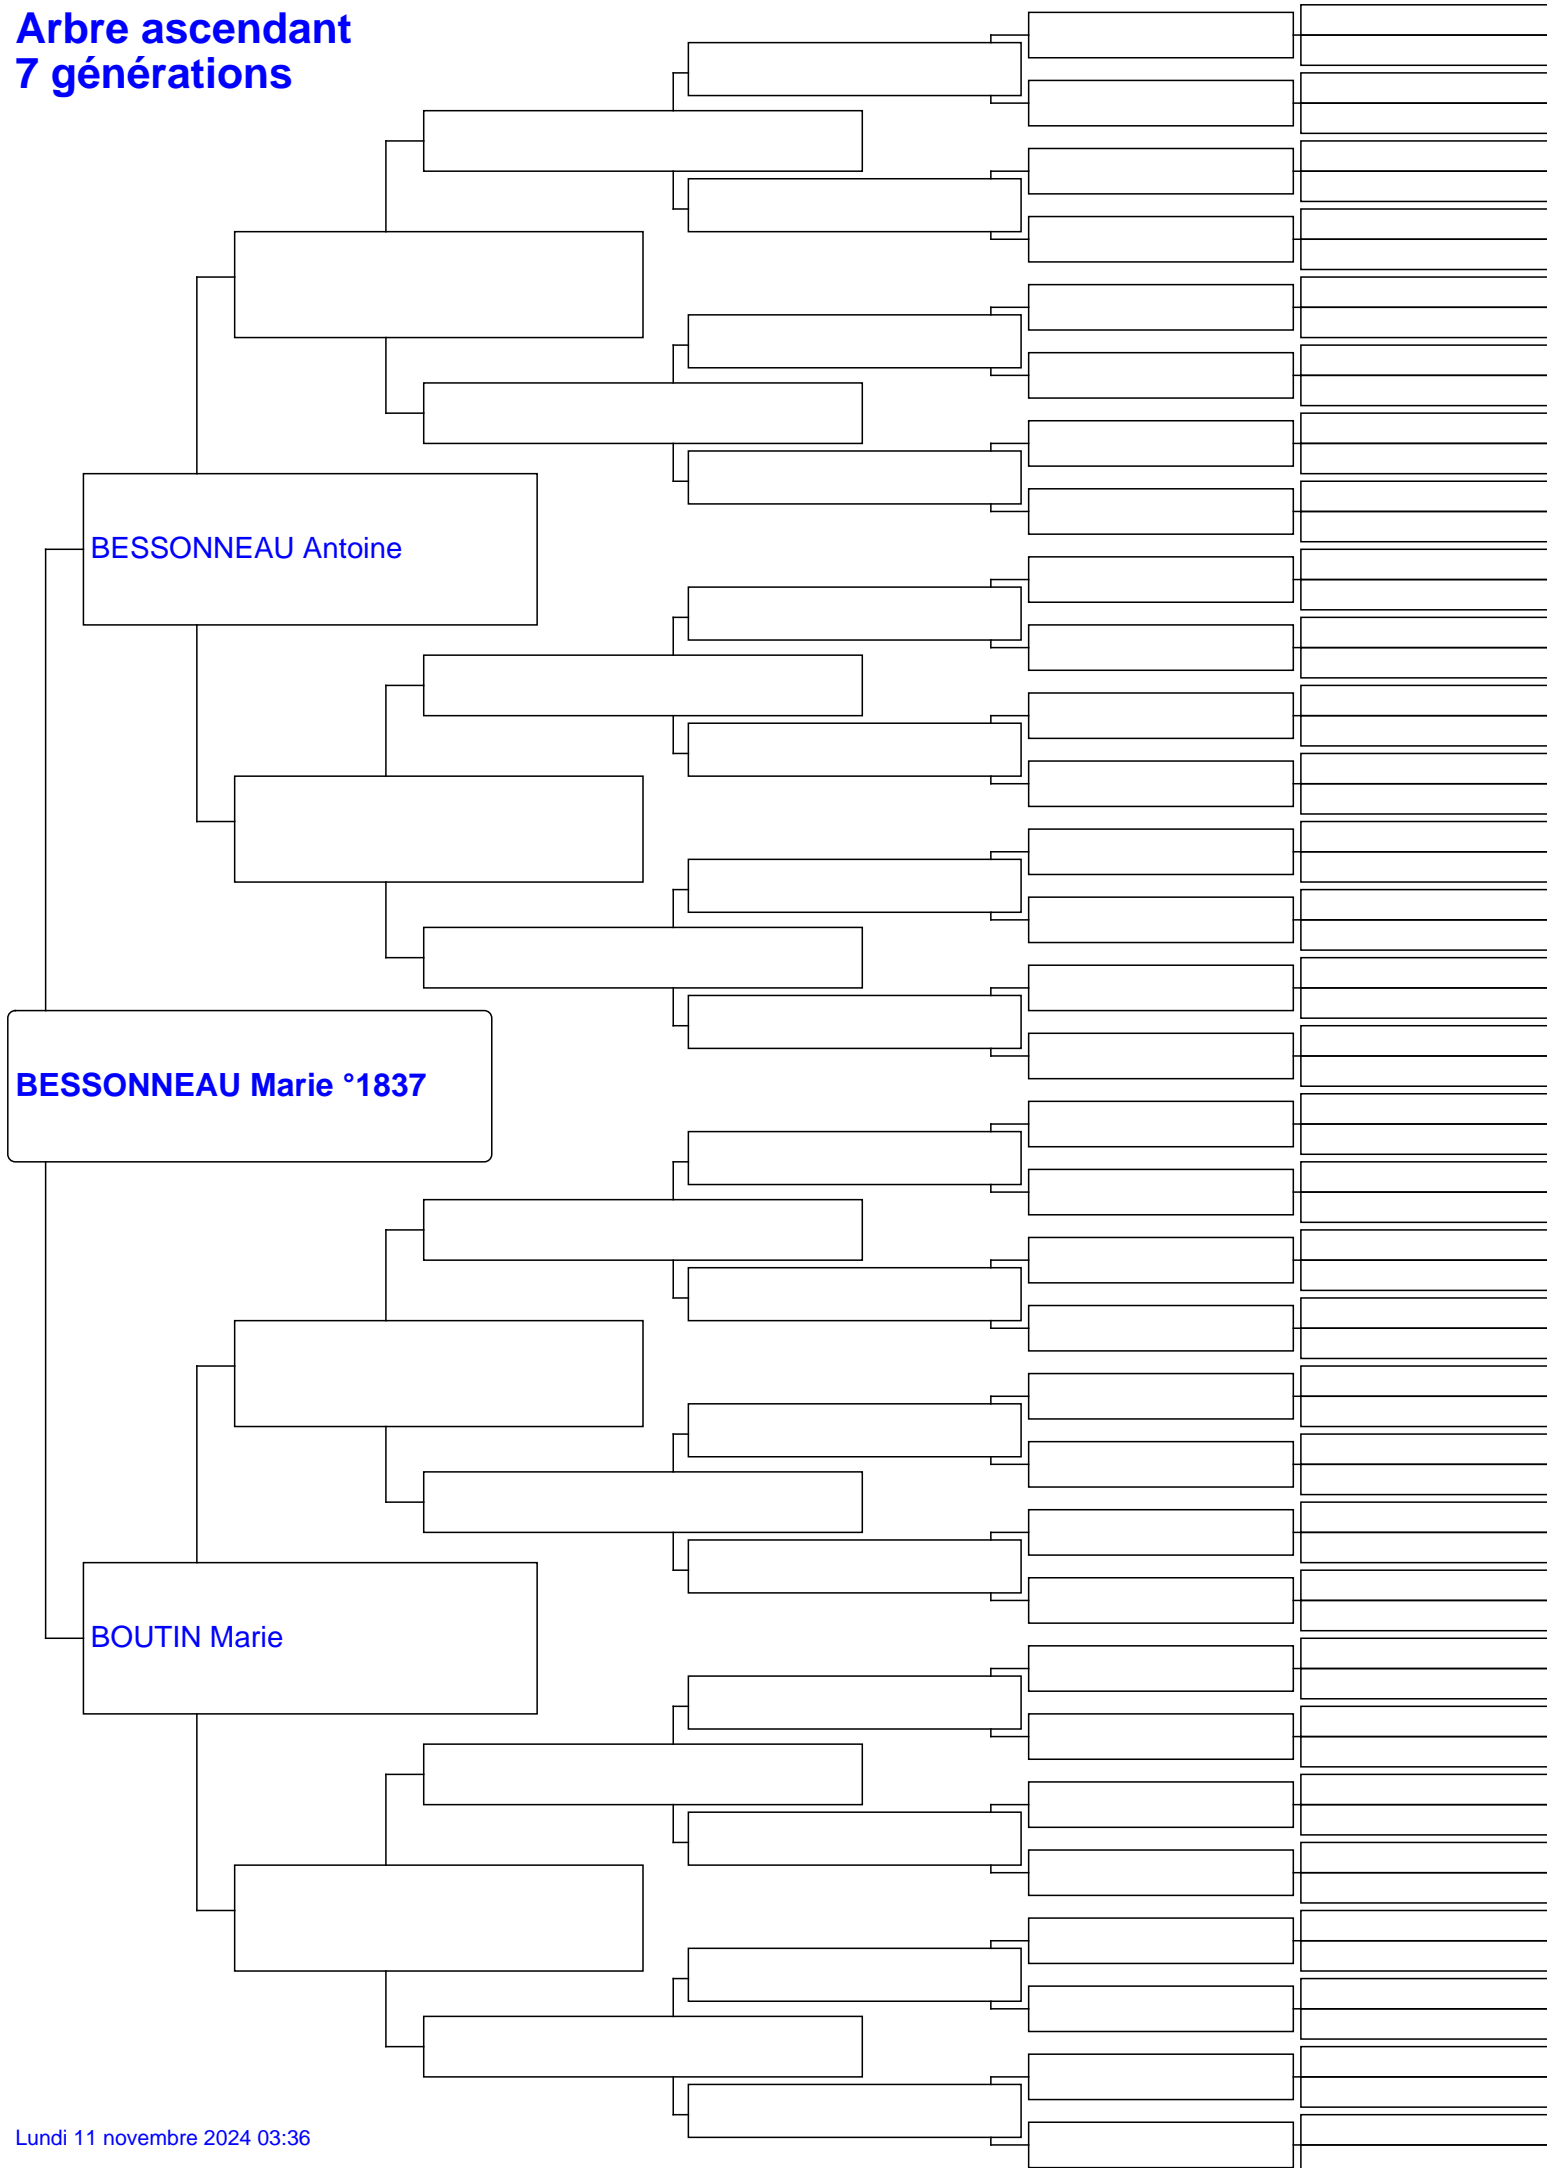 Arbre ascendant
7 générations
BESSONNEAU Antoine
BESSONNEAU Marie °1837
BOUTIN Marie
Lundi 11 novembre 2024 03:36